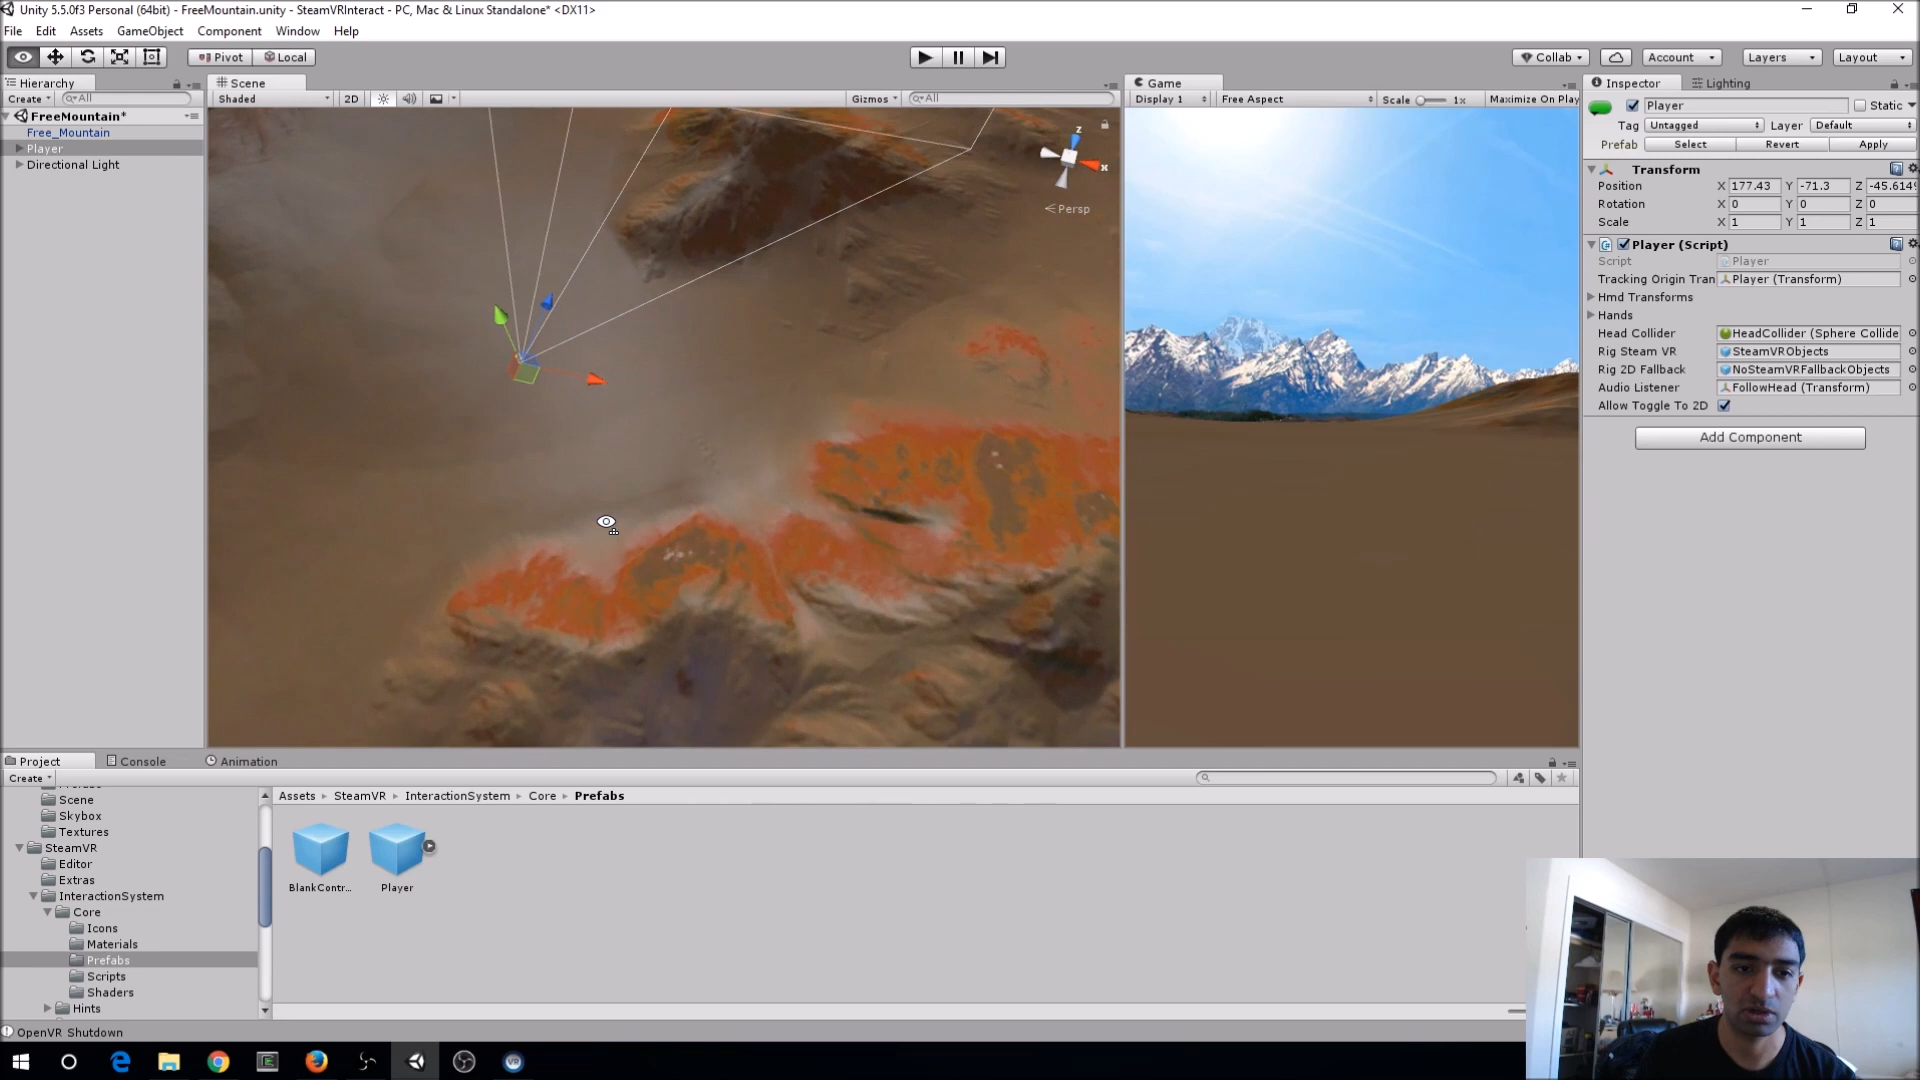 Unity 5.5.0f3 Personal (64bit) - FreeMountain.unity - SteamVRInteract - PC, Mac & Linux Standalone* <DX11>
File Edit Assets GameObject Component Window Help
Pivot Local Collab Account Layers Layout
Hierarchy
Create All
FreeMountain*
Free_Mountain
Player
Directional Light
Scene
Shaded 2D Gizmos All
z
x
Persp
Game
Display 1 Free Aspect Scale 1x Maximize On Play
Inspector Lighting
Player Static
Tag Untagged Layer Default
Prefab Select Revert Apply
Transform
Position X 177.43 Y -71.3 Z -45.614
Rotation X 0 Y 0 Z 0
Scale X 1 Y 1 Z 1
Player (Script)
Script Player
Tracking Origin Tran Player (Transform)
Hmd Transforms
Hands
Head Collider HeadCollider (Sphere Collide
Rig Steam VR SteamVRObjects
Rig 2D Fallback NoSteamVRFallbackObjects
Audio Listener FollowHead (Transform)
Allow Toggle To 2D
Add Component
Project Console Animation
Create
Scene
Skybox
Textures
SteamVR
Editor
Extras
InteractionSystem
Core
Icons
Materials
Prefabs
Scripts
Shaders
Hints
Assets SteamVR InteractionSystem Core Prefabs
BlankContr... Player
OpenVR Shutdown